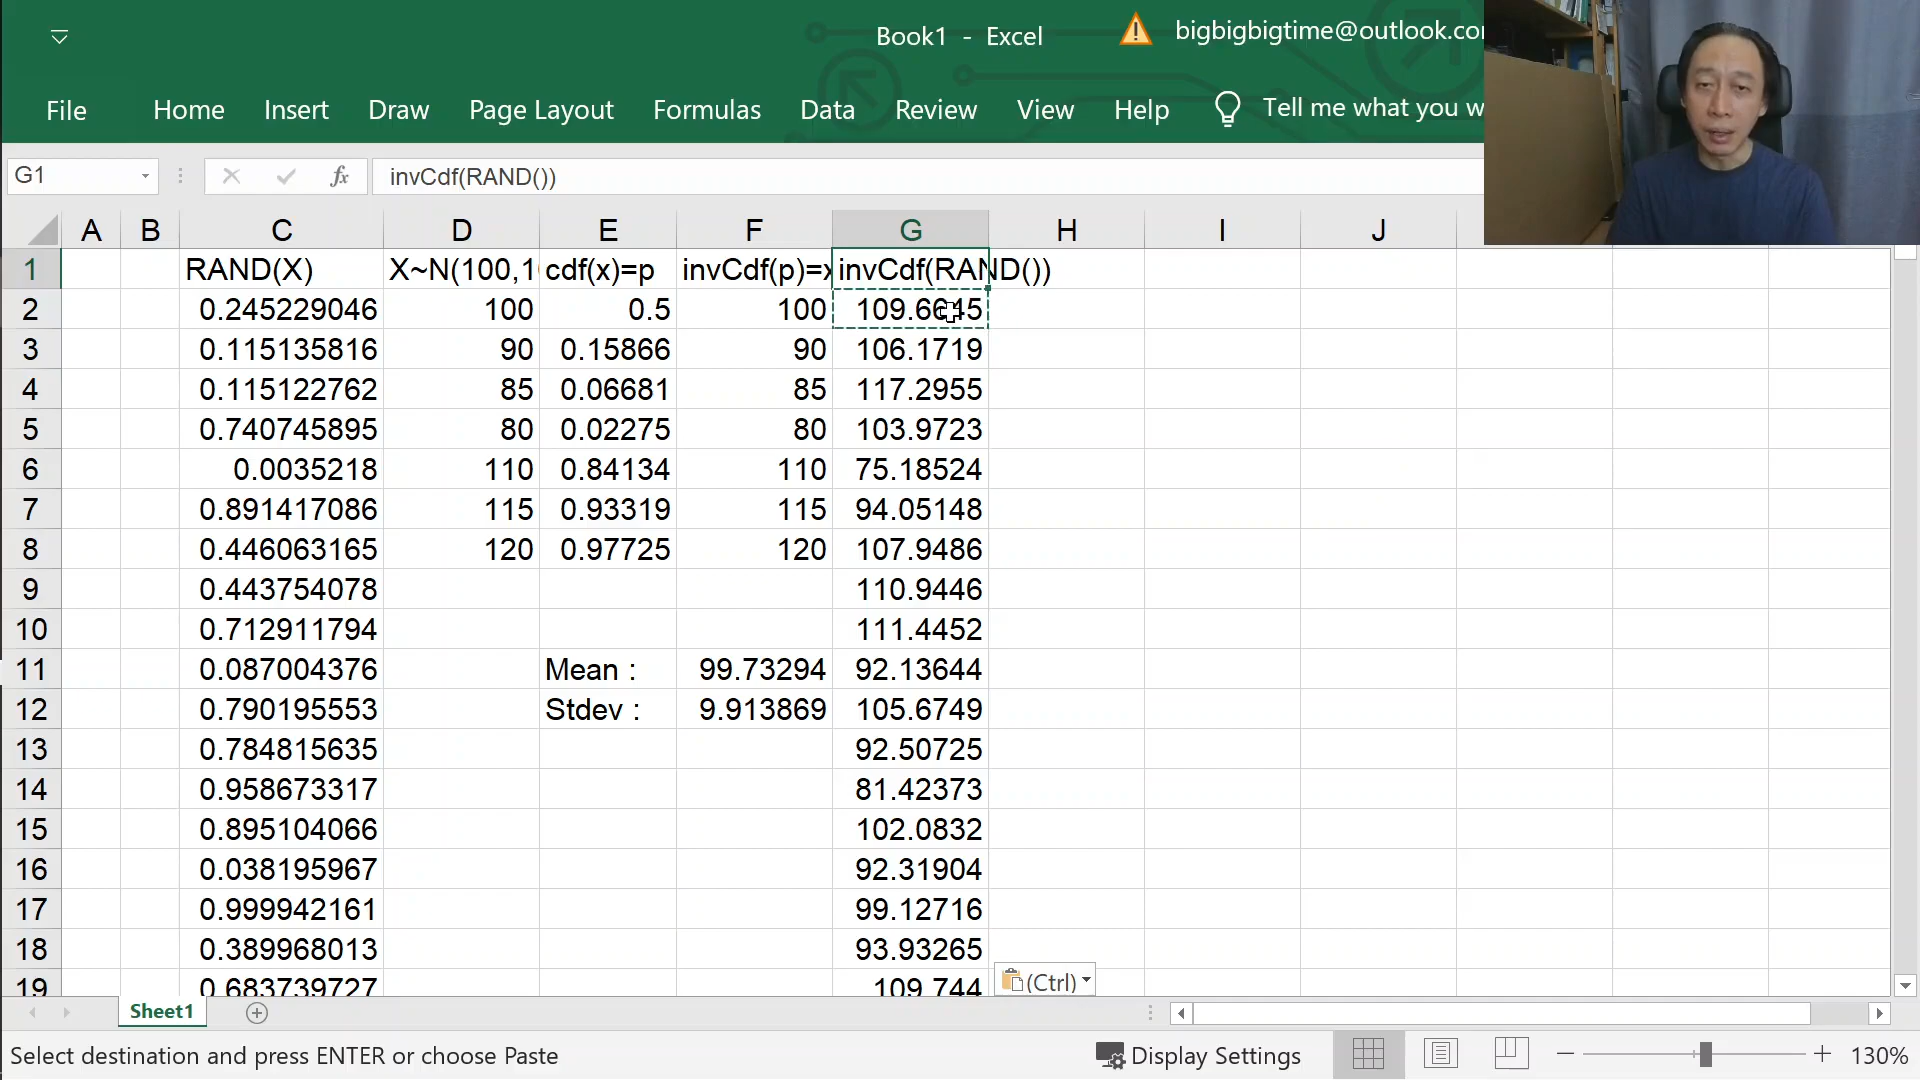 Book1 - Excel
bigbigbigtime@outlook.co
File Home Insert Draw Page Layout Formulas Data Review View Help Tell me what you w
G1 fx invCdf(RAND())
A B C D E F G H I J
1 RAND(X) X~N(100,1 cdf(x)=p invCdf(p)=x invCdf(RAND())
2 0.245229046 100 0.5 100 109.6645
3 0.115135816 90 0.15866 90 106.1719
4 0.115122762 85 0.06681 85 117.2955
5 0.740745895 80 0.02275 80 103.9723
6 0.0035218 110 0.84134 110 75.18524
7 0.891417086 115 0.93319 115 94.05148
8 0.446063165 120 0.97725 120 107.9486
9 0.443754078 110.9446
10 0.712911794 111.4452
11 0.087004376 Mean : 99.73294 92.13644
12 0.790195553 Stdev : 9.913869 105.6749
13 0.784815635 92.50725
14 0.958673317 81.42373
15 0.895104066 102.0832
16 0.038195967 92.31904
17 0.999942161 99.12716
18 0.389968013 93.93265
19 0.683739727 109.744
(Ctrl)
Sheet1
Select destination and press ENTER or choose Paste Display Settings 130%